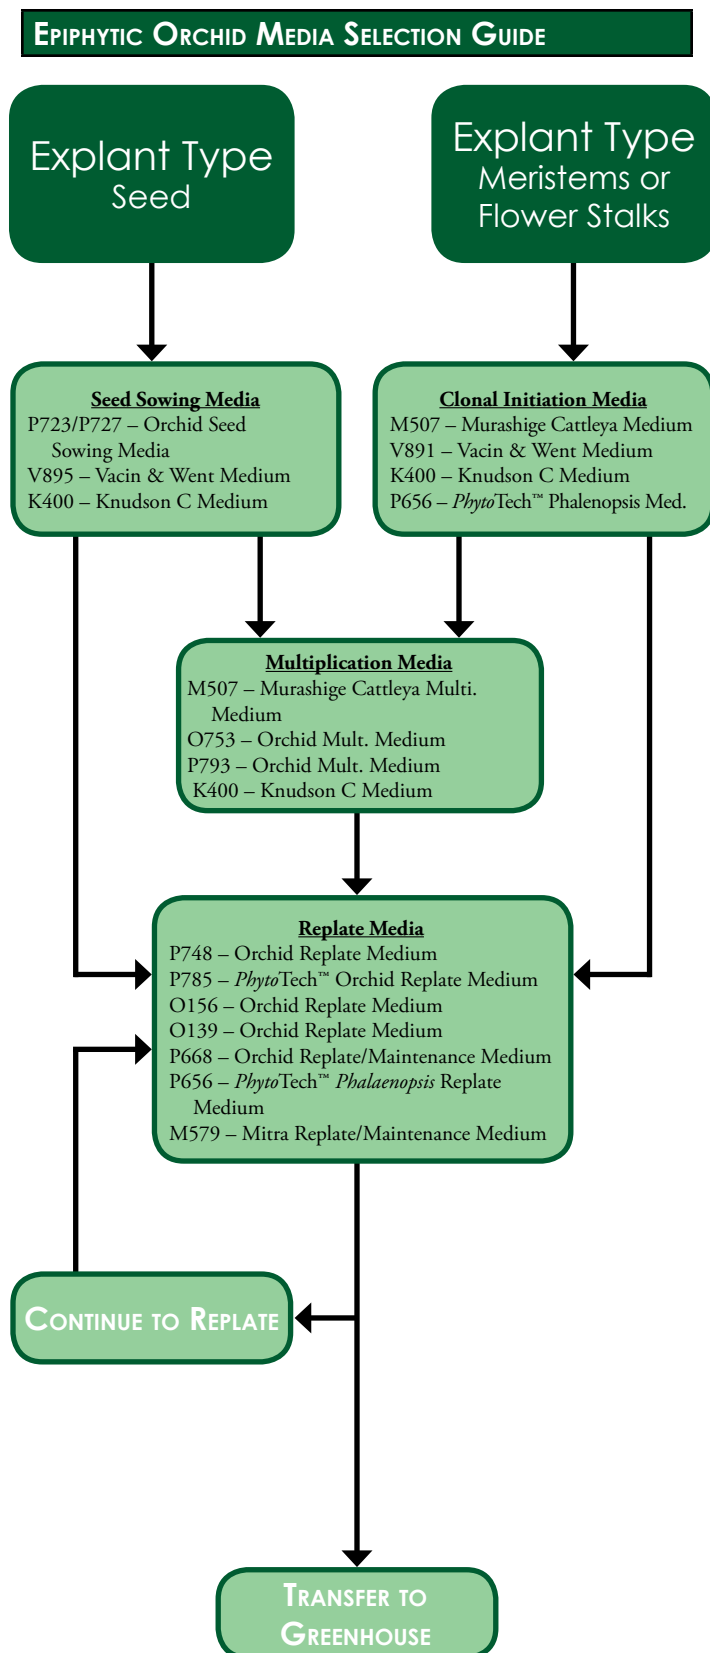 Epiphytic Orchid Media Selection Guide
Explant Type
Seed
Explant Type
Meristems or
Flower Stalks
Seed Sowing Media
P723/P727 – Orchid Seed
Sowing Media
V895 – Vacin & Went Medium
K400 – Knudson C Medium
Clonal Initiation Media
M507 – Murashige Cattleya Medium
V891 – Vacin & Went Medium
K400 – Knudson C Medium
P656 – PhytoTech™ Phalenopsis Med.
Multiplication Media
M507 – Murashige Cattleya Multi.
Medium
O753 – Orchid Mult. Medium
P793 – Orchid Mult. Medium
K400 – Knudson C Medium
Replate Media
P748 – Orchid Replate Medium
P785 – PhytoTech™ Orchid Replate Medium
O156 – Orchid Replate Medium
O139 – Orchid Replate Medium
P668 – Orchid Replate/Maintenance Medium
P656 – PhytoTech™ Phalaenopsis Replate
Medium
M579 – Mitra Replate/Maintenance Medium
Continue to Replate
Transfer to
Greenhouse